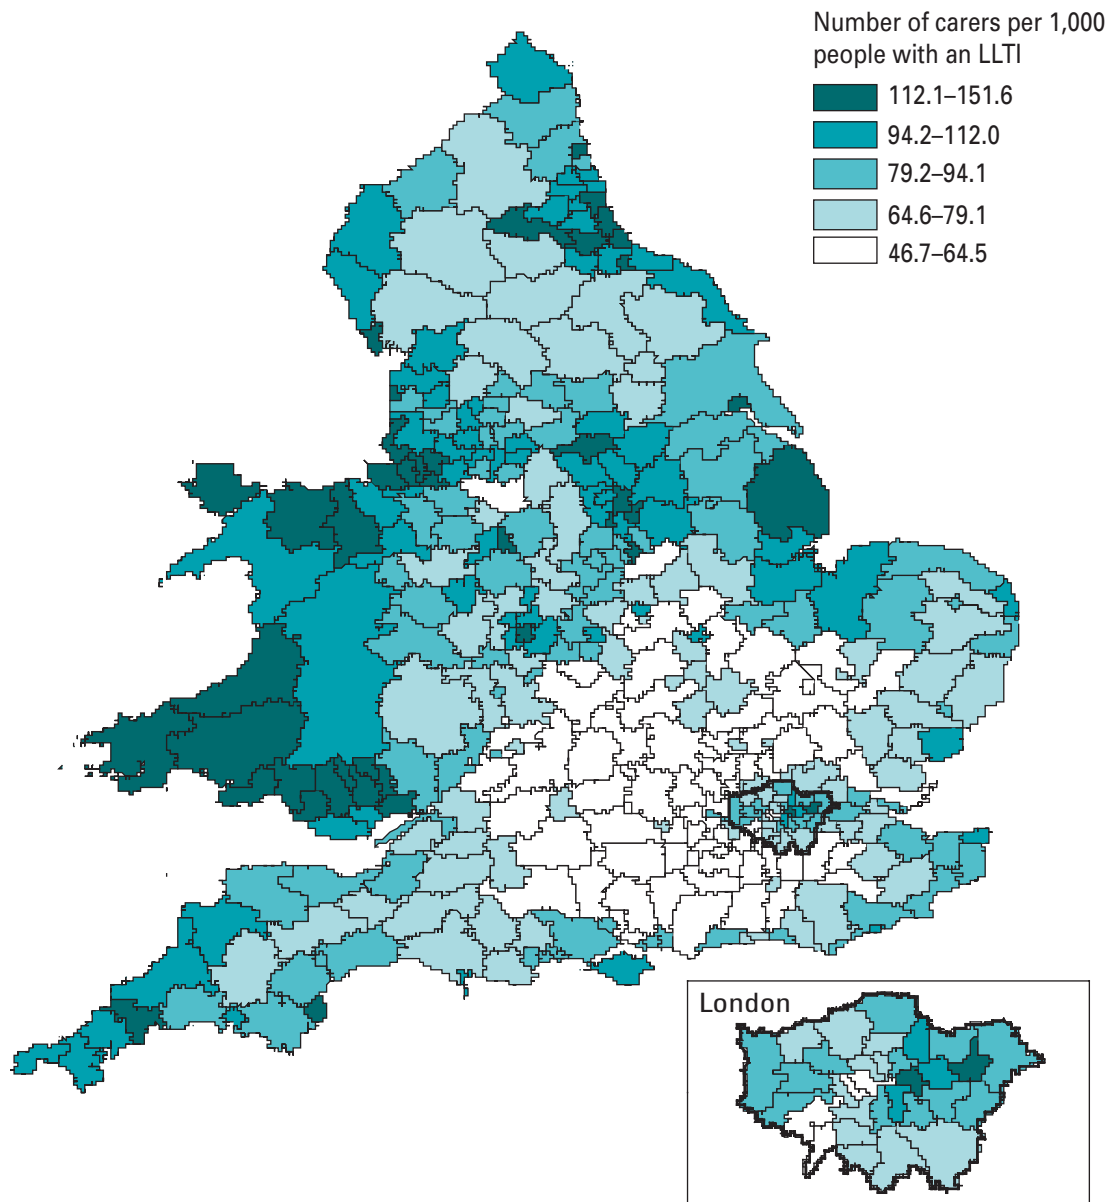 Number of carers per 1,000
people with an LLTI
112.1–151.6
94.2–112.0
79.2–94.1
64.6–79.1
46.7–64.5
London